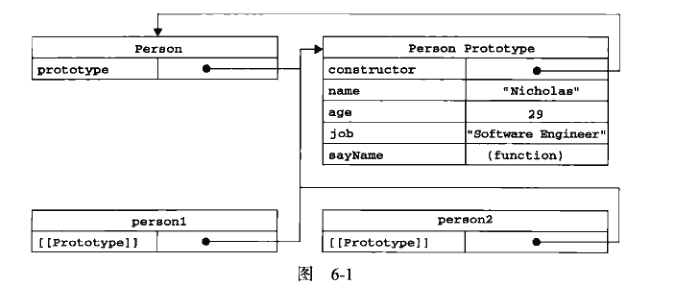 Person
prototype
Person Prototype
constructor
name "Nicholas"
age 29
job "Software Engineer"
sayName (function)
person1
[[Prototype]]
person2
[[Prototype]]
图 6-1